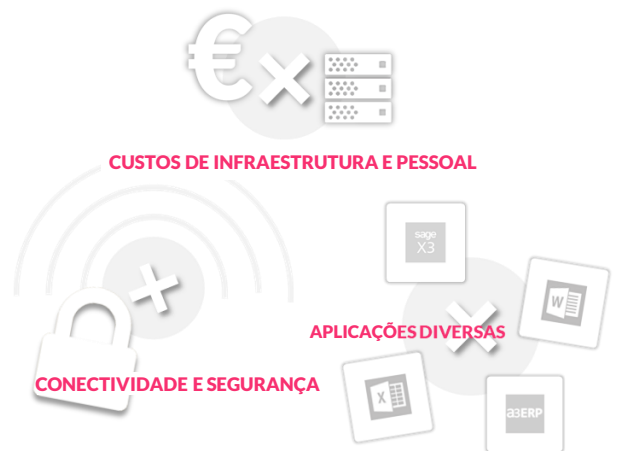 €
CUSTOS DE INFRAESTRUTURA E PESSOAL
sage
X3
W
APLICAÇÕES DIVERSAS
CONECTIVIDADE E SEGURANÇA
X
a3ERP